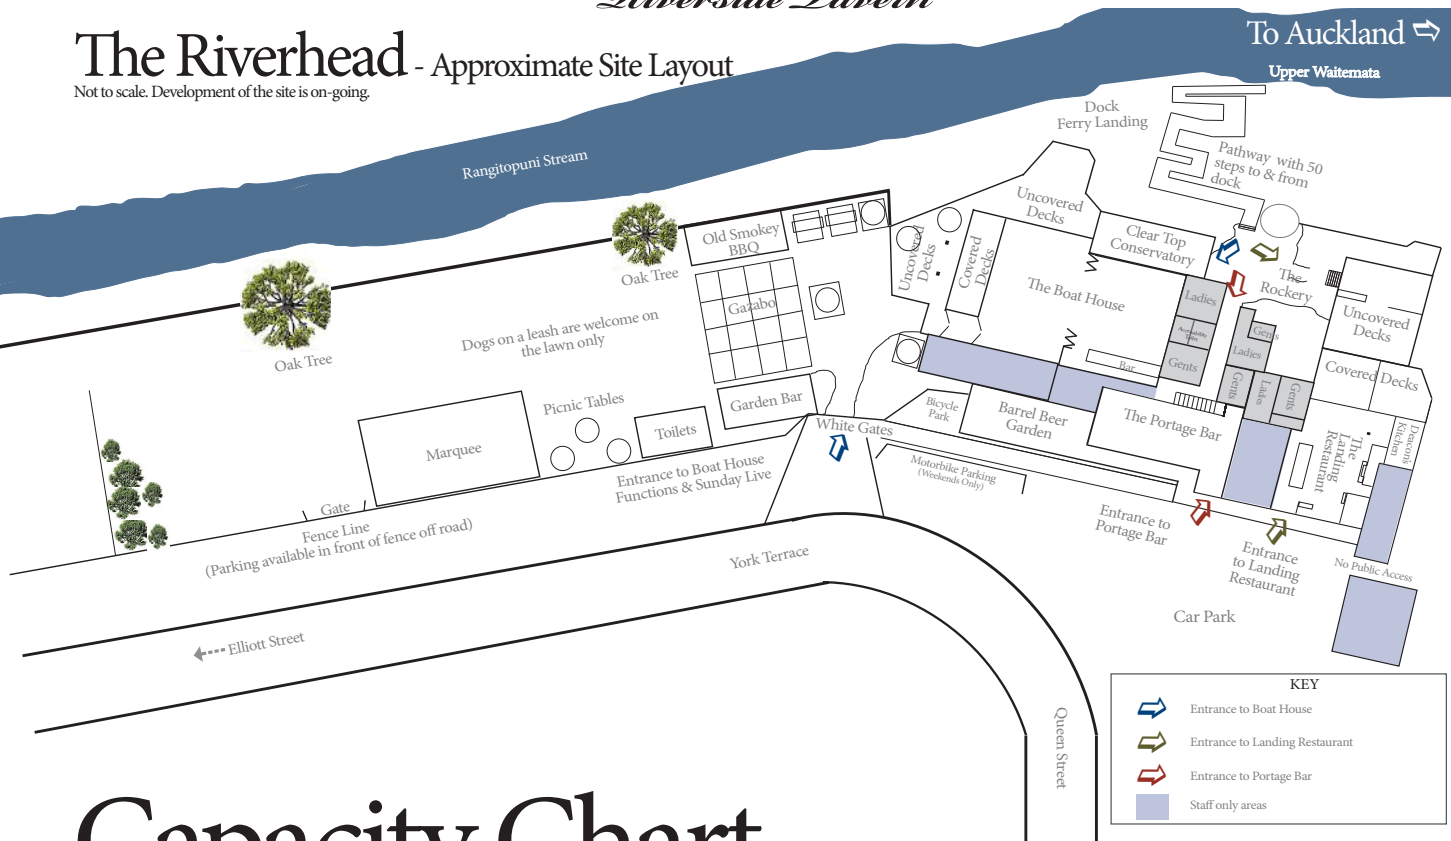 Riverside Tavern
The Riverhead - Approximate Site Layout
Not to scale. Development of the site is on-going.
To Auckland
Upper Waitemata
Dock
Ferry Landing
Pathway with 50
steps to & from
dock
Rangitopuni Stream
Uncovered
Decks
Clear Top
Conservatory
Old Smokey
BBQ
Uncovered
Decks
Covered
Decks
The
Rockery
Oak Tree
Oak Tree
Gazabo
The Boat House
Ladies
Gents
Gents
Ladies
Gents
Ladies
Gents
Uncovered
Decks
Covered Decks
Dogs on a leash are welcome on
the lawn only
Bar
Picnic Tables
Garden Bar
Toilets
Marquee
White Gates
Bicycle
Park
Barrel Beer
Garden
The Portage Bar
The
Landing
Restaurant
Deacons
Kitchen
Entrance to Boat House
Functions & Sunday Live
Motorbike Parking
(Weekends Only)
Gate
Fence Line
(Parking available in front of fence off road)
Entrance to
Portage Bar
Entrance
to Landing
Restaurant
No Public Access
York Terrace
Car Park
Elliott Street
Queen Street
KEY
Entrance to Boat House
Entrance to Landing Restaurant
Entrance to Portage Bar
Staff only areas
Capacity Chart